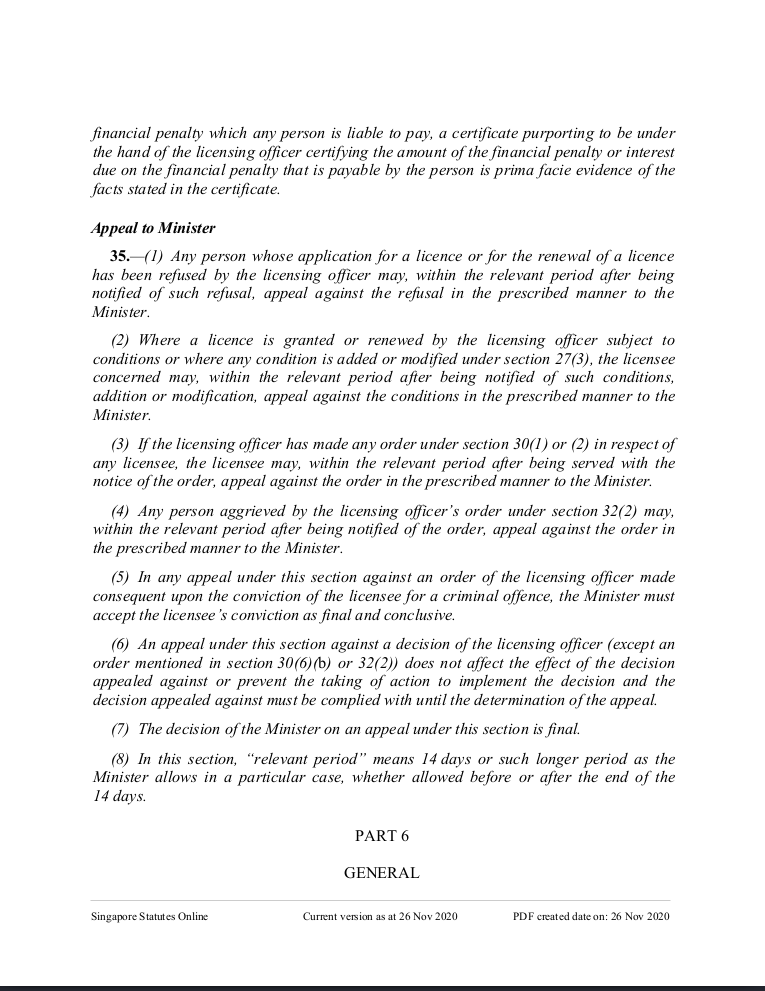 financial penalty which any person is liable to pay, a certificate purporting to be under
the hand of the licensing officer certifying the amount of the financial penalty or interest
due on the financial penalty that is payable by the person is prima facie evidence of the
facts stated in the certificate.
Appeal to Minister
35.—(1) Any person whose application for a licence or for the renewal of a licence
has been refused by the licensing officer may, within the relevant period after being
notified of such refusal, appeal against the refusal in the prescribed manner to the
Minister.
(2) Where a licence is granted or renewed by the licensing officer subject to
conditions or where any condition is added or modified under section 27(3), the licensee
concerned may, within the relevant period after being notified of such conditions,
addition or modification, appeal against the conditions in the prescribed manner to the
Minister.
(3) If the licensing officer has made any order under section 30(1) or (2) in respect of
any licensee, the licensee may, within the relevant period after being served with the
notice of the order, appeal against the order in the prescribed manner to the Minister.
(4) Any person aggrieved by the licensing officer’s order under section 32(2) may,
within the relevant period after being notified of the order, appeal against the order in
the prescribed manner to the Minister.
(5) In any appeal under this section against an order of the licensing officer made
consequent upon the conviction of the licensee for a criminal offence, the Minister must
accept the licensee’s conviction as final and conclusive.
(6) An appeal under this section against a decision of the licensing officer (except an
order mentioned in section 30(6)(b) or 32(2)) does not affect the effect of the decision
appealed against or prevent the taking of action to implement the decision and the
decision appealed against must be complied with until the determination of the appeal.
(7) The decision of the Minister on an appeal under this section is final.
(8) In this section, “relevant period” means 14 days or such longer period as the
Minister allows in a particular case, whether allowed before or after the end of the
14 days.
PART 6
GENERAL
Singapore Statutes Online Current version as at 26 Nov 2020 PDF created date on: 26 Nov 2020